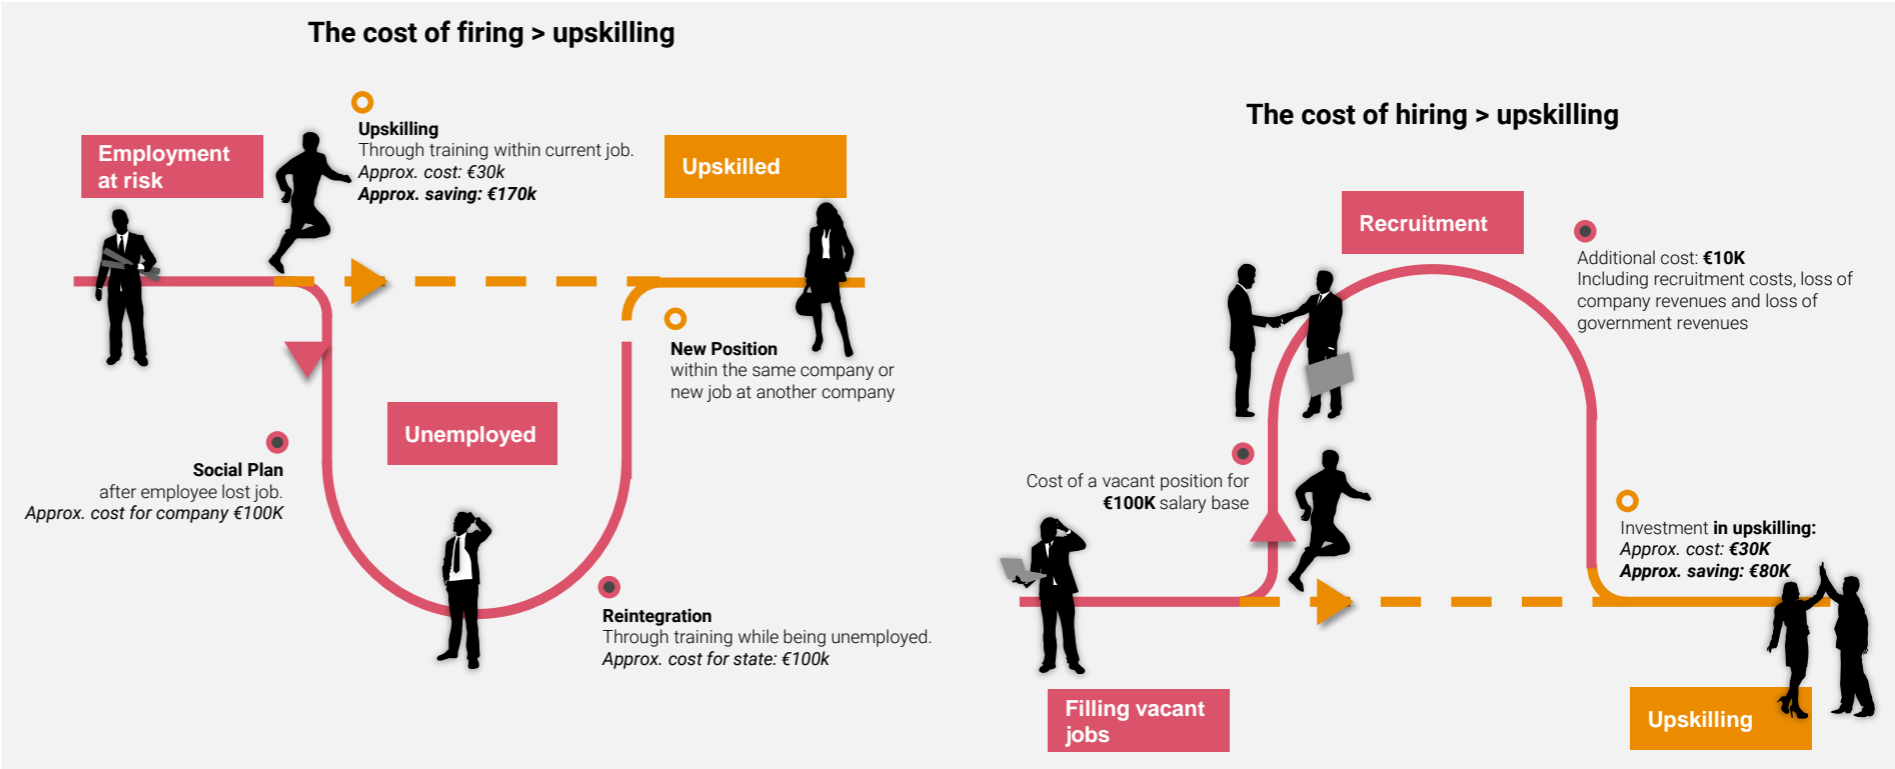 The cost of firing > upskilling
Employment
at risk
Upskilling
Through training within current job.
Approx. cost: €30k
Approx. saving: €170k
Upskilled
New Position
within the same company or
new job at another company
Unemployed
Social Plan
after employee lost job.
Approx. cost for company €100K
Reintegration
Through training while being unemployed.
Approx. cost for state: €100k
The cost of hiring > upskilling
Recruitment
Additional cost: €10K
Including recruitment costs, loss of
company revenues and loss of
government revenues
Cost of a vacant position for
€100K salary base
Investment in upskilling:
Approx. cost: €30K
Approx. saving: €80K
Filling vacant
jobs
Upskilling